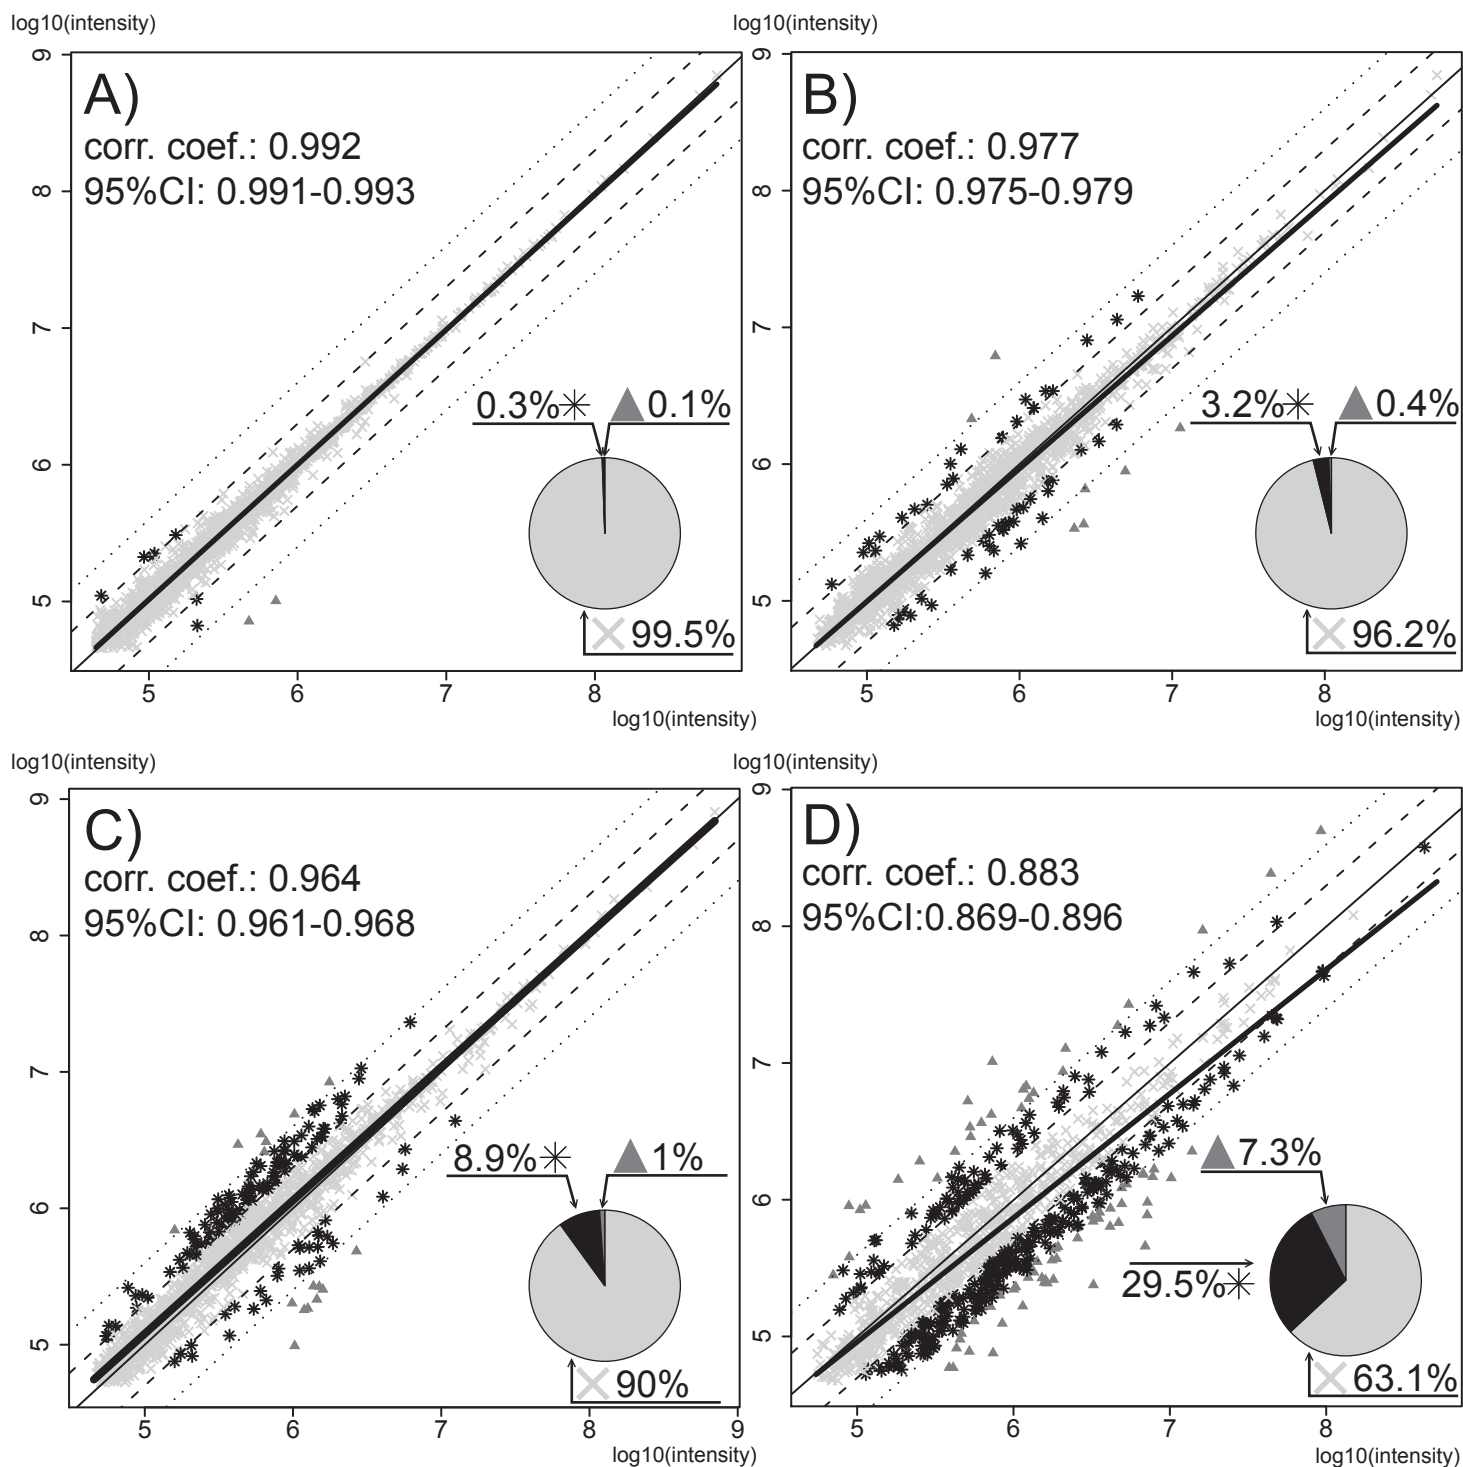 log10(intensity)
A)
corr. coef.: 0.992
95%CI: 0.991-0.993
9
8
7
6
5
0.3% 0.1%
99.5%
5 6 7 8
log10(intensity)
log10(intensity)
B)
corr. coef.: 0.977
95%CI: 0.975-0.979
9
8
7
6
5
3.2% 0.4%
96.2%
5 6 7 8
log10(intensity)
log10(intensity)
C)
corr. coef.: 0.964
95%CI: 0.961-0.968
9
8
7
6
5
8.9% 1%
90%
5 6 7 8 9
log10(intensity)
log10(intensity)
D)
corr. coef.: 0.883
95%CI:0.869-0.896
9
8
7
6
5
7.3%
29.5%
63.1%
5 6 7 8
log10(intensity)